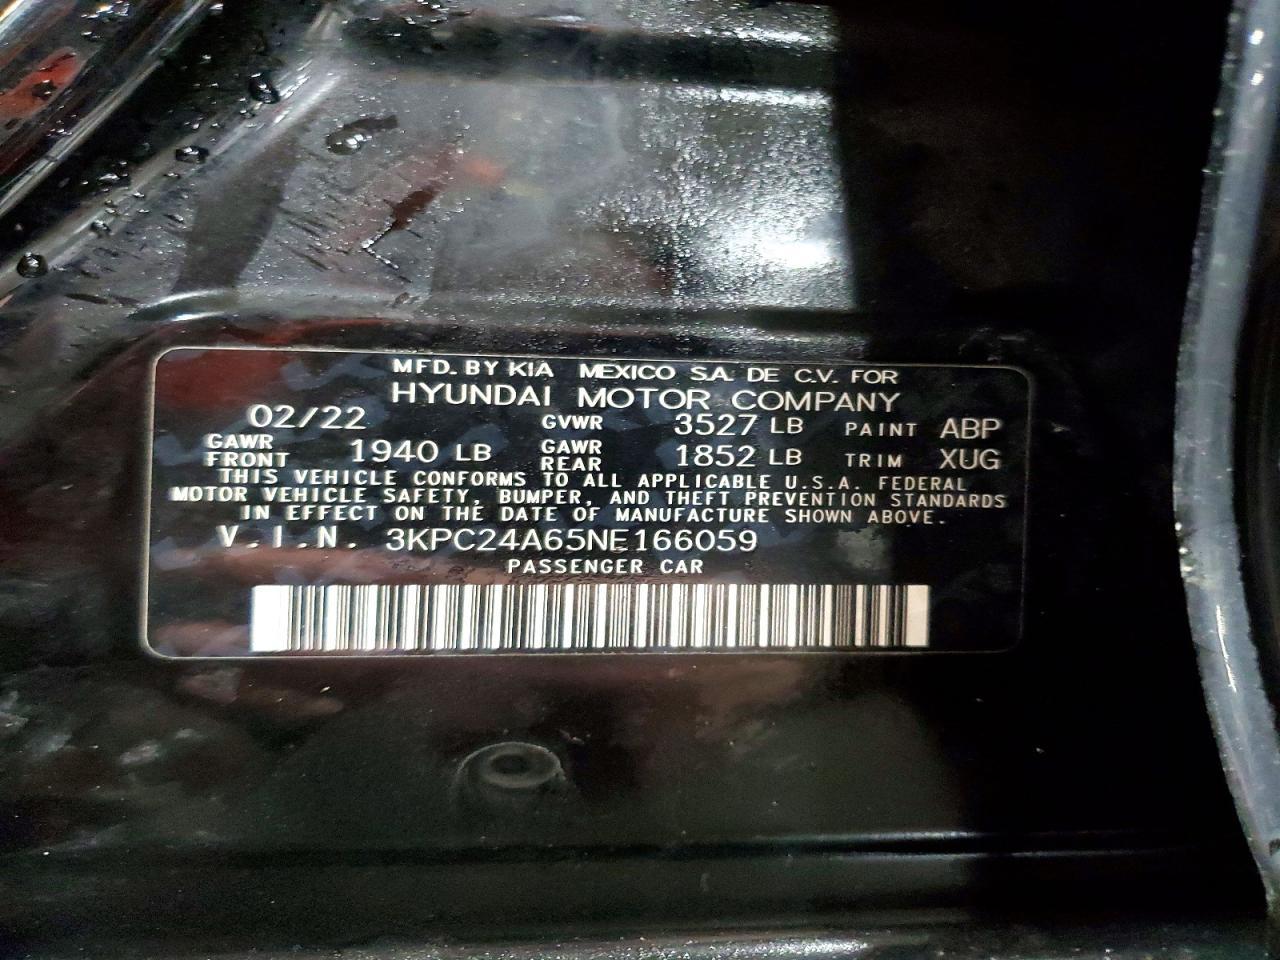 MFD. BY KIA MEXICO S.A. DE C.V. FOR
HYUNDAI MOTOR COMPANY
02/22 GVWR 3527 LB PAINT ABP
GAWR FRONT 1940 LB GAWR REAR 1852 LB TRIM XUG
THIS VEHICLE CONFORMS TO ALL APPLICABLE U.S.A. FEDERAL
MOTOR VEHICLE SAFETY, BUMPER, AND THEFT PREVENTION STANDARDS
IN EFFECT ON THE DATE OF MANUFACTURE SHOWN ABOVE.
V.I.N. 3KPC24A65NE166059
PASSENGER CAR